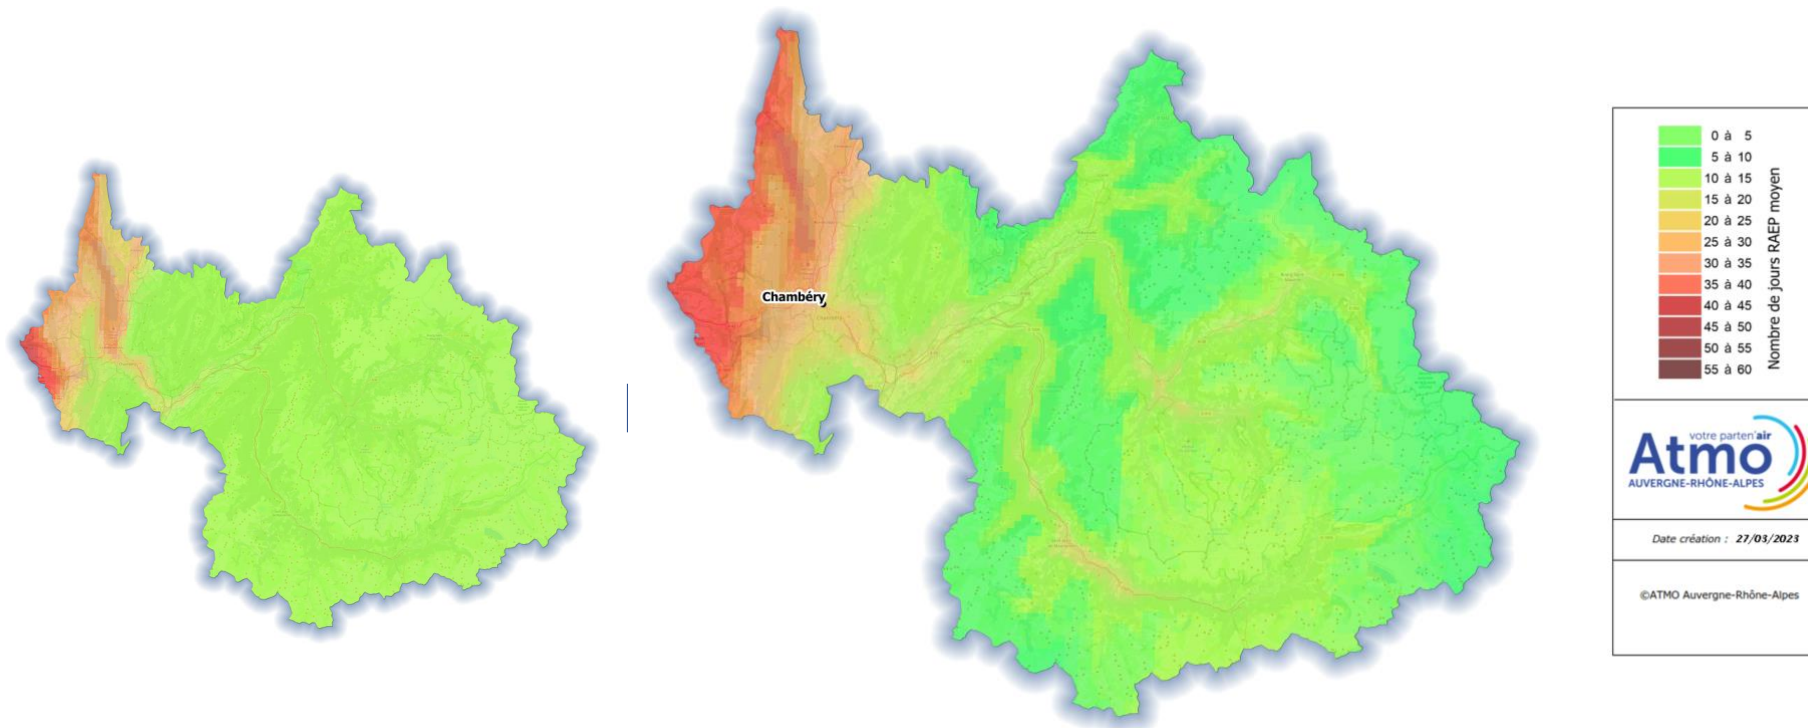 Chambéry
0 à 5
5 à 10
10 à 15
15 à 20
20 à 25
25 à 30
30 à 35
35 à 40
40 à 45
45 à 50
50 à 55
55 à 60
Nombre de jours RAEP moyen
votre parten'air
Atmo
AUVERGNE-RHÔNE-ALPES
Date création : 27/03/2023
©ATMO Auvergne-Rhône-Alpes